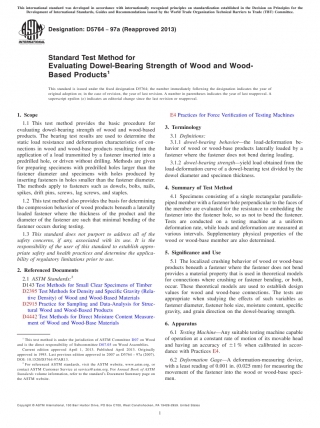 This international standard was developed in accordance with internationally recognized principles on standardization established in the Decision on Principles for the
Development of International Standards, Guides and Recommendations issued by the World Trade Organization Technical Barriers to Trade (TBT) Committee.
Designation: D5764 − 97a (Reapproved 2013)
INTERNATIONAL
Standard Test Method for
Evaluating Dowel-Bearing Strength of Wood and Wood-
Based Products1
This standard is issued under the fixed designation D5764; the number immediately following the designation indicates the year of
original adoption or, in the case of revision, the year of last revision. A number in parentheses indicates the year of last reapproval. A
superscript epsilon (ε) indicates an editorial change since the last revision or reapproval.
1. Scope
1.1 This test method provides the basic procedure for
evaluating dowel-bearing strength of wood and wood-based
products. The bearing test results are used to determine the
static load resistance and deformation characteristics of con-
nections in wood and wood-base products resulting from the
application of a load transmitted by a fastener inserted into a
predrilled hole, or driven without drilling. Methods are given
for preparing specimens with predrilled holes larger than the
fastener diameter and specimens with holes produced by
inserting fasteners in holes smaller than the fastener diameter.
The methods apply to fasteners such as dowels, bolts, nails,
spikes, drift pins, screws, lag screws, and staples.
1.2 This test method also provides the basis for determining
the compression behavior of wood products beneath a laterally
loaded fastener where the thickness of the product and the
diameter of the fastener are such that minimal bending of the
fastener occurs during testing.
1.3 This standard does not purport to address all of the
safety concerns, if any, associated with its use. It is the
responsibility of the user of this standard to establish appro-
priate safety and health practices and determine the applica-
bility of regulatory limitations prior to use.
2. Referenced Documents
2.1 ASTM Standards:2
D143 Test Methods for Small Clear Specimens of Timber
D2395 Test Methods for Density and Specific Gravity (Rela-
tive Density) of Wood and Wood-Based Materials
D2915 Practice for Sampling and Data-Analysis for Struc-
tural Wood and Wood-Based Products
D4442 Test Methods for Direct Moisture Content Measure-
ment of Wood and Wood-Base Materials
1 This test method is under the jurisdiction of ASTM Committee D07 on Wood
and is the direct responsibility of Subcommittee D07.05 on Wood Assemblies.
Current edition approved April 1, 2013. Published April 2013. Originally
approved in 1995. Last previous edition approved in 2007 as D5764 – 97a (2007).
DOI: 10.1520/D5764-97AR13.
2 For referenced ASTM standards, visit the ASTM website, www.astm.org, or
contact ASTM Customer Service at service@astm.org. For Annual Book of ASTM
Standards volume information, refer to the standard's Document Summary page on
the ASTM website.
E4 Practices for Force Verification of Testing Machines
3. Terminology
3.1 Definitions:
3.1.1 dowel-bearing behavior—the load-deformation be-
havior of wood or wood-base products laterally loaded by a
fastener where the fastener does not bend during loading.
3.1.2 dowel-bearing strength—yield load obtained from the
load-deformation curve of a dowel-bearing test divided by the
dowel diameter and specimen thickness.
4. Summary of Test Method
4.1 Specimens consisting of a single rectangular parallele-
piped member with a fastener hole perpendicular to the faces of
the member are evaluated for the resistance to embedding the
fastener into the fastener hole, so as not to bend the fastener.
Tests are conducted on a testing machine at a uniform
deformation rate, while loads and deformation are measured at
various intervals. Supplementary physical properties of the
wood or wood-base member are also determined.
5. Significance and Use
5.1 The localized crushing behavior of wood or wood-base
products beneath a fastener where the fastener does not bend
provides a material property that is used in theoretical models
for connections where crushing or fastener bending, or both,
occur. These theoretical models are used to establish design
values for wood and wood-base connections. The tests are
appropriate when studying the effects of such variables as
fastener diameter, fastener hole size, moisture content, specific
gravity, and grain direction on the dowel-bearing strength.
6. Apparatus
6.1 Testing Machine—Any suitable testing machine capable
of operation at a constant rate of motion of its movable head
and having an accuracy of ±1 % when calibrated in accor-
dance with Practices E4.
6.2 Deformation Gage—A deformation-measuring device,
with a least reading of 0.001 in. (0.025 mm) for measuring the
movement of the fastener into the wood or wood-base speci-
men.
Copyright © ASTM International, 100 Barr Harbor Drive, PO Box C700, West Conshohocken, PA 19428-2959. United States
1